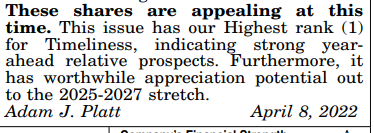 These shares are appealing at this
time. This issue has our Highest rank (1)
for Timeliness, indicating strong year-
ahead relative prospects. Furthermore, it
has worthwhile appreciation potential out
to the 2025-2027 stretch.
Adam J. Platt April 8, 2022